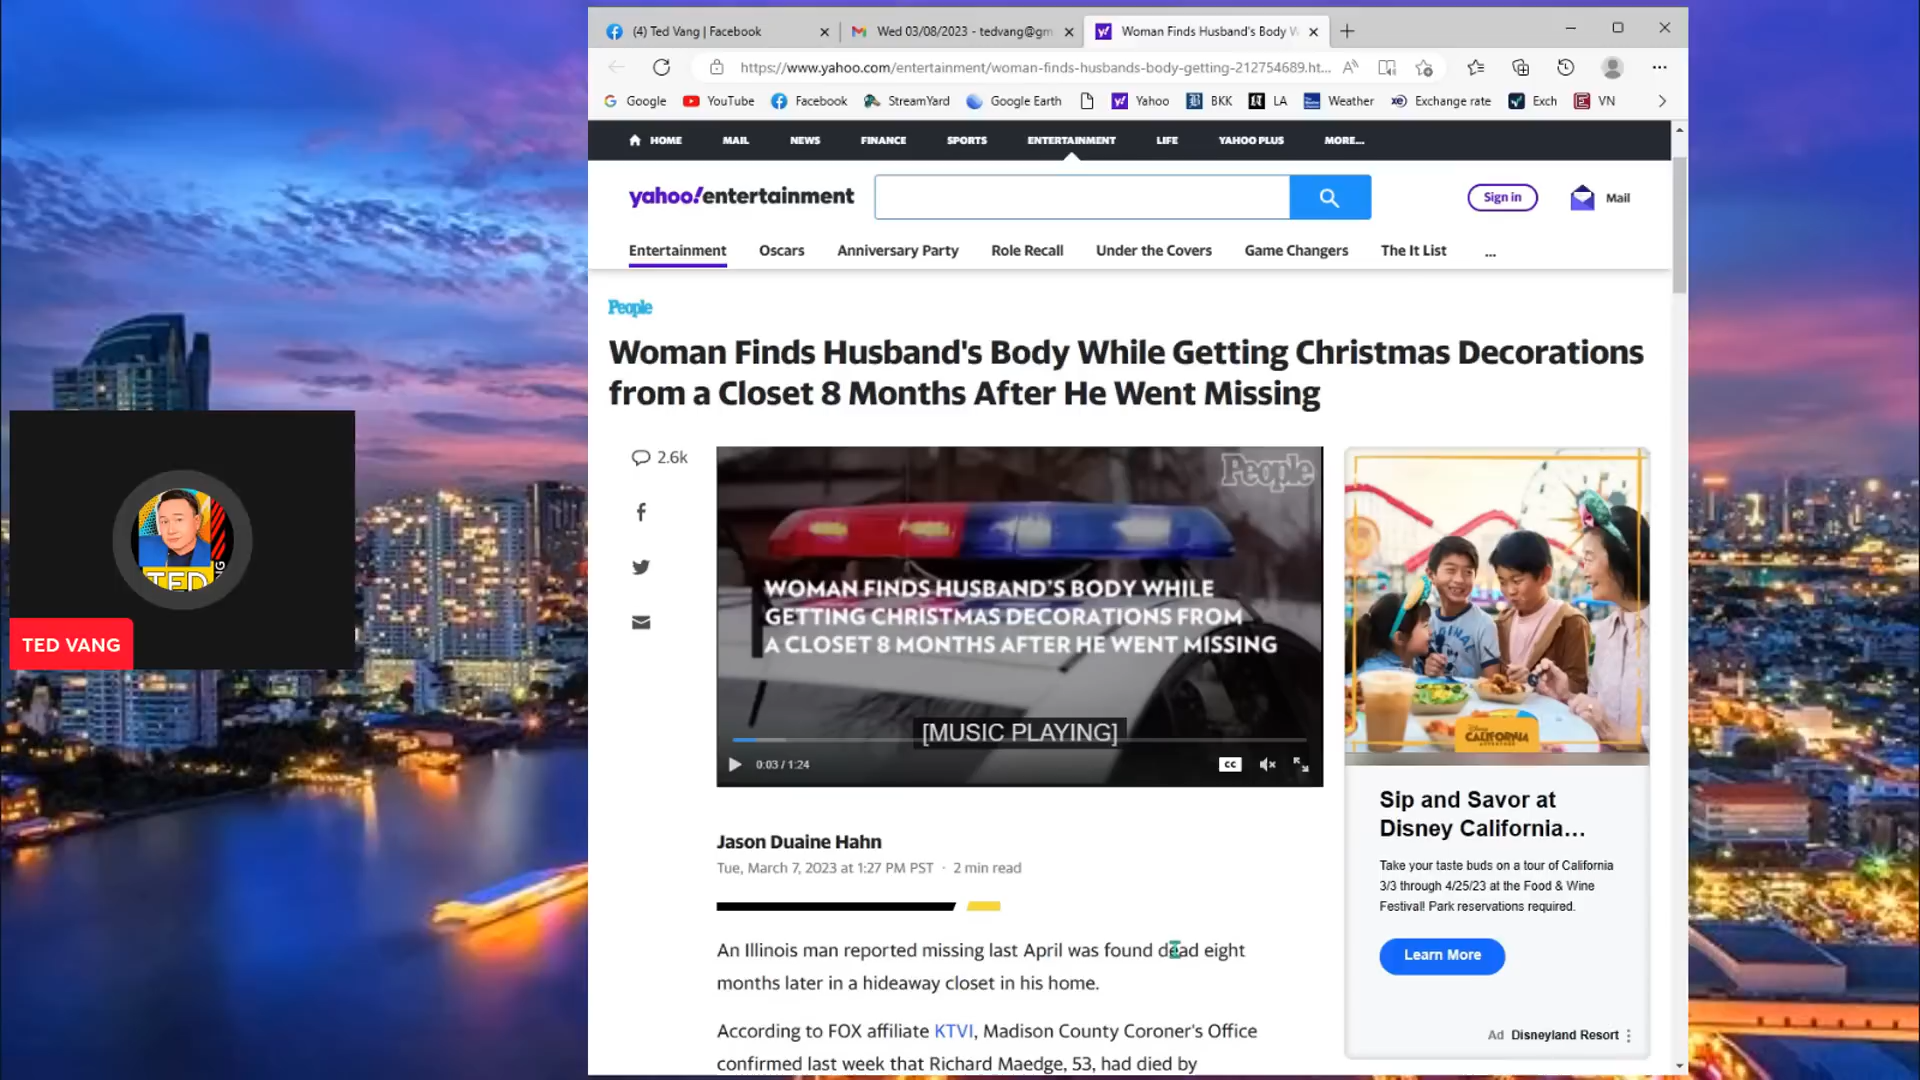 (4) Ted Vang | Facebook
Wed 03/08/2023 - tedvang@gm
Woman Finds Husband's Body W
https://www.yahoo.com/entertainment/woman-finds-husbands-body-getting-212754689.ht...
Google YouTube Facebook StreamYard Google Earth Yahoo BKK LA Weather Exchange rate Exch VN
HOME MAIL NEWS FINANCE SPORTS ENTERTAINMENT LIFE YAHOO PLUS MORE...
yahoo!entertainment
Sign in
Mail
Entertainment Oscars Anniversary Party Role Recall Under the Covers Game Changers The It List ...
People
Woman Finds Husband's Body While Getting Christmas Decorations
from a Closet 8 Months After He Went Missing
2.6k
People
WOMAN FINDS HUSBAND'S BODY WHILE
GETTING CHRISTMAS DECORATIONS FROM
A CLOSET 8 MONTHS AFTER HE WENT MISSING
[MUSIC PLAYING]
0:03 / 1:24
CC
TED
TED VANG
Jason Duaine Hahn
Tue, March 7, 2023 at 1:27 PM PST · 2 min read
An Illinois man reported missing last April was found dead eight
months later in a hideaway closet in his home.
According to FOX affiliate KTVI, Madison County Coroner's Office
confirmed last week that Richard Maedge, 53, had died by
CALIFORNIA
Sip and Savor at
Disney California...
Take your taste buds on a tour of California
3/3 through 4/25/23 at the Food & Wine
Festival! Park reservations required.
Learn More
Ad Disneyland Resort